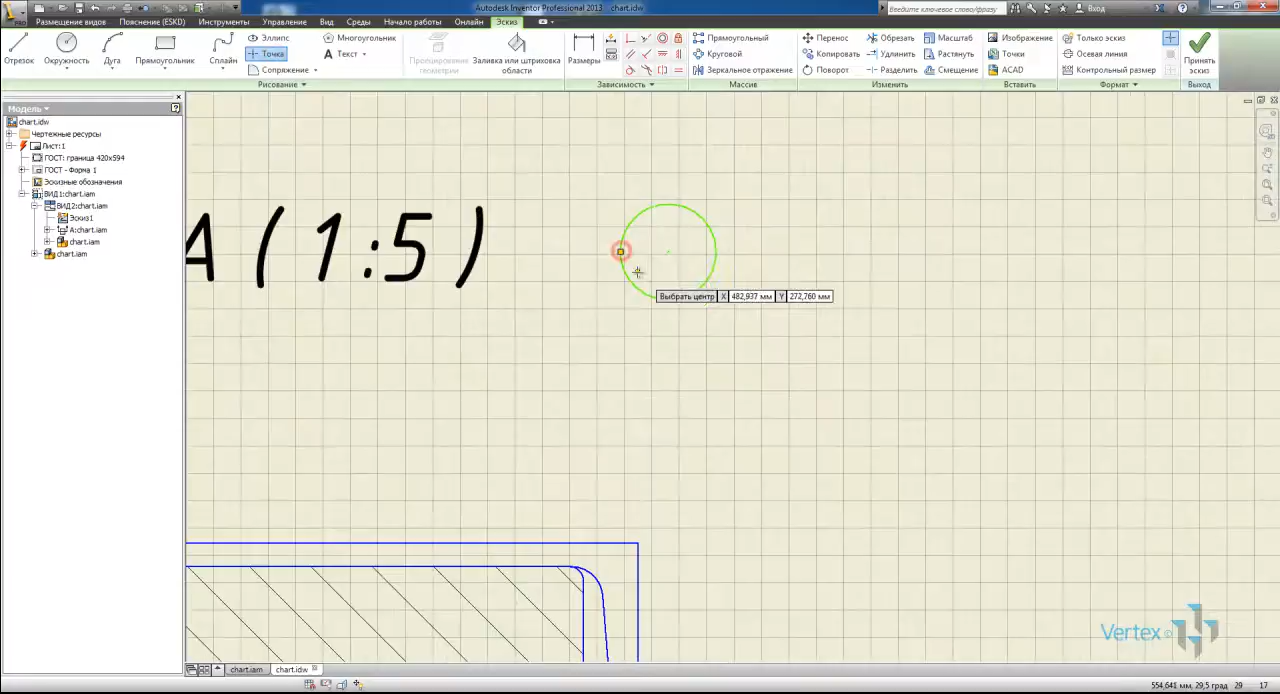 PRO
Autodesk Inventor Professional 2013 chart.idw
Введите ключевое слово/фразу
Вход
Размещение видов
Пояснение (ESKD)
Инструменты
Управление
Вид
Среды
Начало работы
Онлайн
Эскиз
Отрезок
Окружность
Дуга
Прямоугольник
Сплайн
Эллипс
Точка
Сопряжение
Многоугольник
Текст
Рисование
Проецирование геометрии
Заливка или штриховка области
Размеры
Зависимость
Прямоугольный
Круговой
Зеркальное отражение
Массив
Перенос
Копировать
Поворот
Обрезать
Удлинить
Разделить
Масштаб
Растянуть
Смещение
Изменить
Изображение
Точки
ACAD
Вставить
Только эскиз
Осевая линия
Контрольный размер
Формат
Принять эскиз
Выход
Модель
chart.idw
Чертежные ресурсы
Лист:1
ГОСТ: граница 420x594
ГОСТ - Форма 1
Эскизные обозначения
ВИД1:chart.iam
ВИД2:chart.iam
Эскиз1
A:chart.iam
chart.iam
chart.iam
A ( 1:5 )
Выбрать центр X 482,937 мм Y 272,760 мм
Vertex
chart.iam
chart.idw
554,641 мм, 29,5 град 29 17